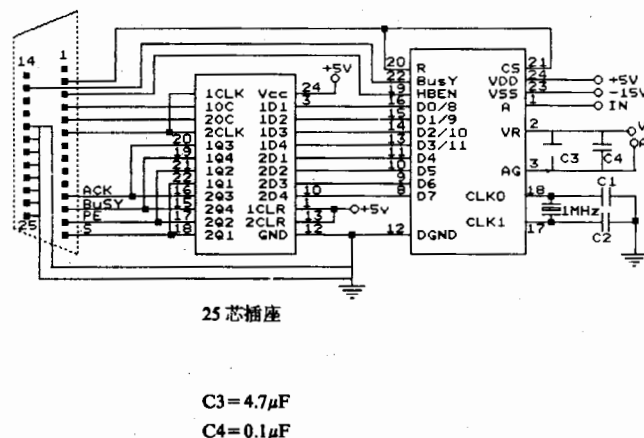 14 1
25
ACK
BuSY
PE
S
1CLK Vcc 24 +5V
1OC 1D1 3
2OC 1D2
2CLK 1D3
20 1Q3 1D4
19 1Q4 2D1
21 1Q2 2D2
22 1Q1 2D3
16 2Q3 2D4 10
15 2Q4 1CLR 1
17 2Q2 2CLR 13 +5v
18 2Q1 GND 12
20 R CS 21
22 BusY VDD 24 +5V
19 HBEN VSS 23 -15V
16 D0/8 A 1 IN
15 D1/9
14 D2/10 VR 2 V
13 D3/11 C3 C4
11 D4
10 D5 AG 3 A
9 D6
8 D7 CLK0 18 C1
1MHz
CLK1 17 C2
12 DGND
25 芯插座
C3=4.7μF
C4=0.1μF